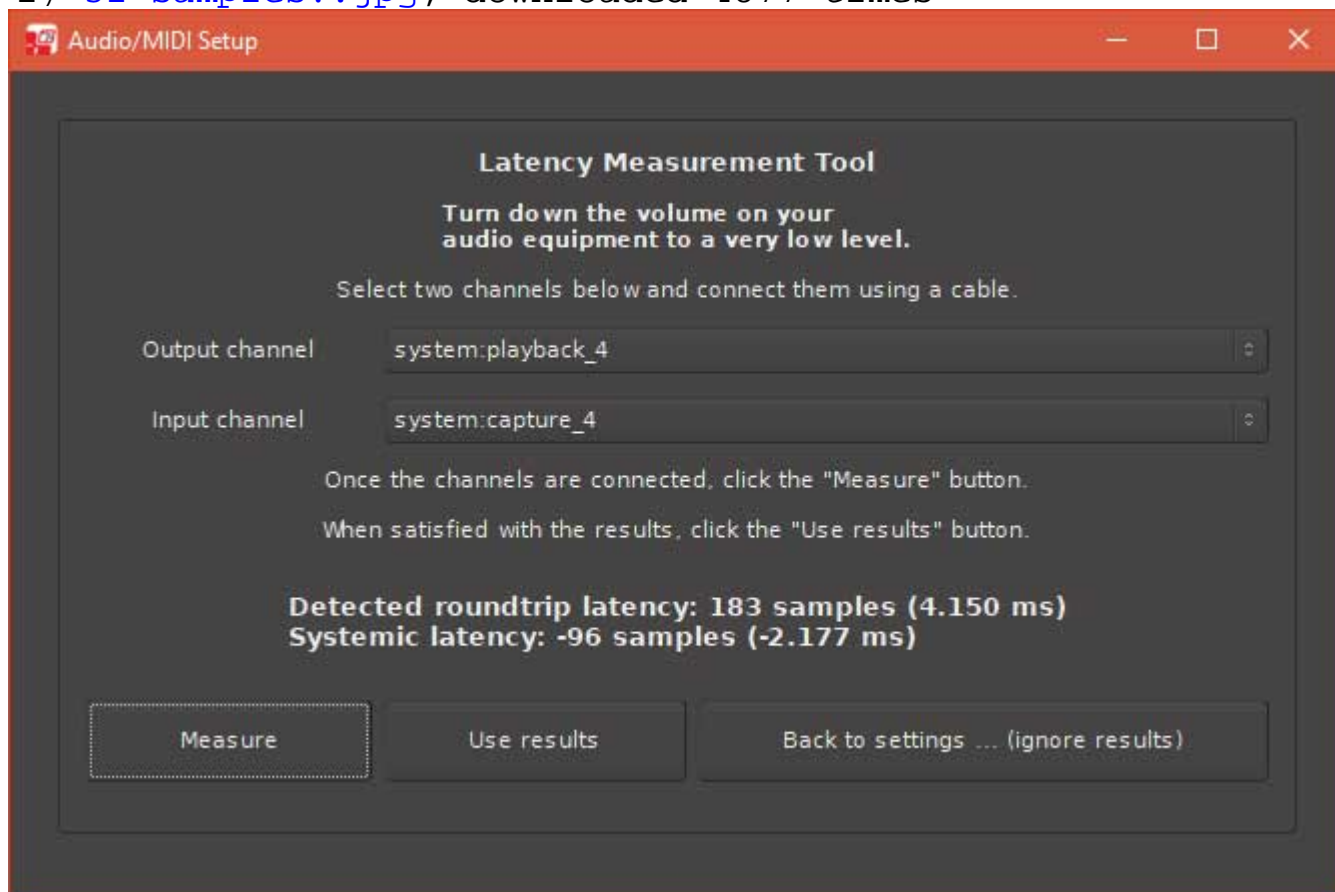 Audio/MIDI Setup
Latency Measurement Tool
Turn down the volume on your
audio equipment to a very low level.
Select two channels below and connect them using a cable.
Output channel system:playback_4
Input channel system:capture_4
Once the channels are connected, click the "Measure" button.
When satisfied with the results, click the "Use results" button.
Detected roundtrip latency: 183 samples (4.150 ms)
Systemic latency: -96 samples (-2.177 ms)
Measure Use results Back to settings ... (ignore results)